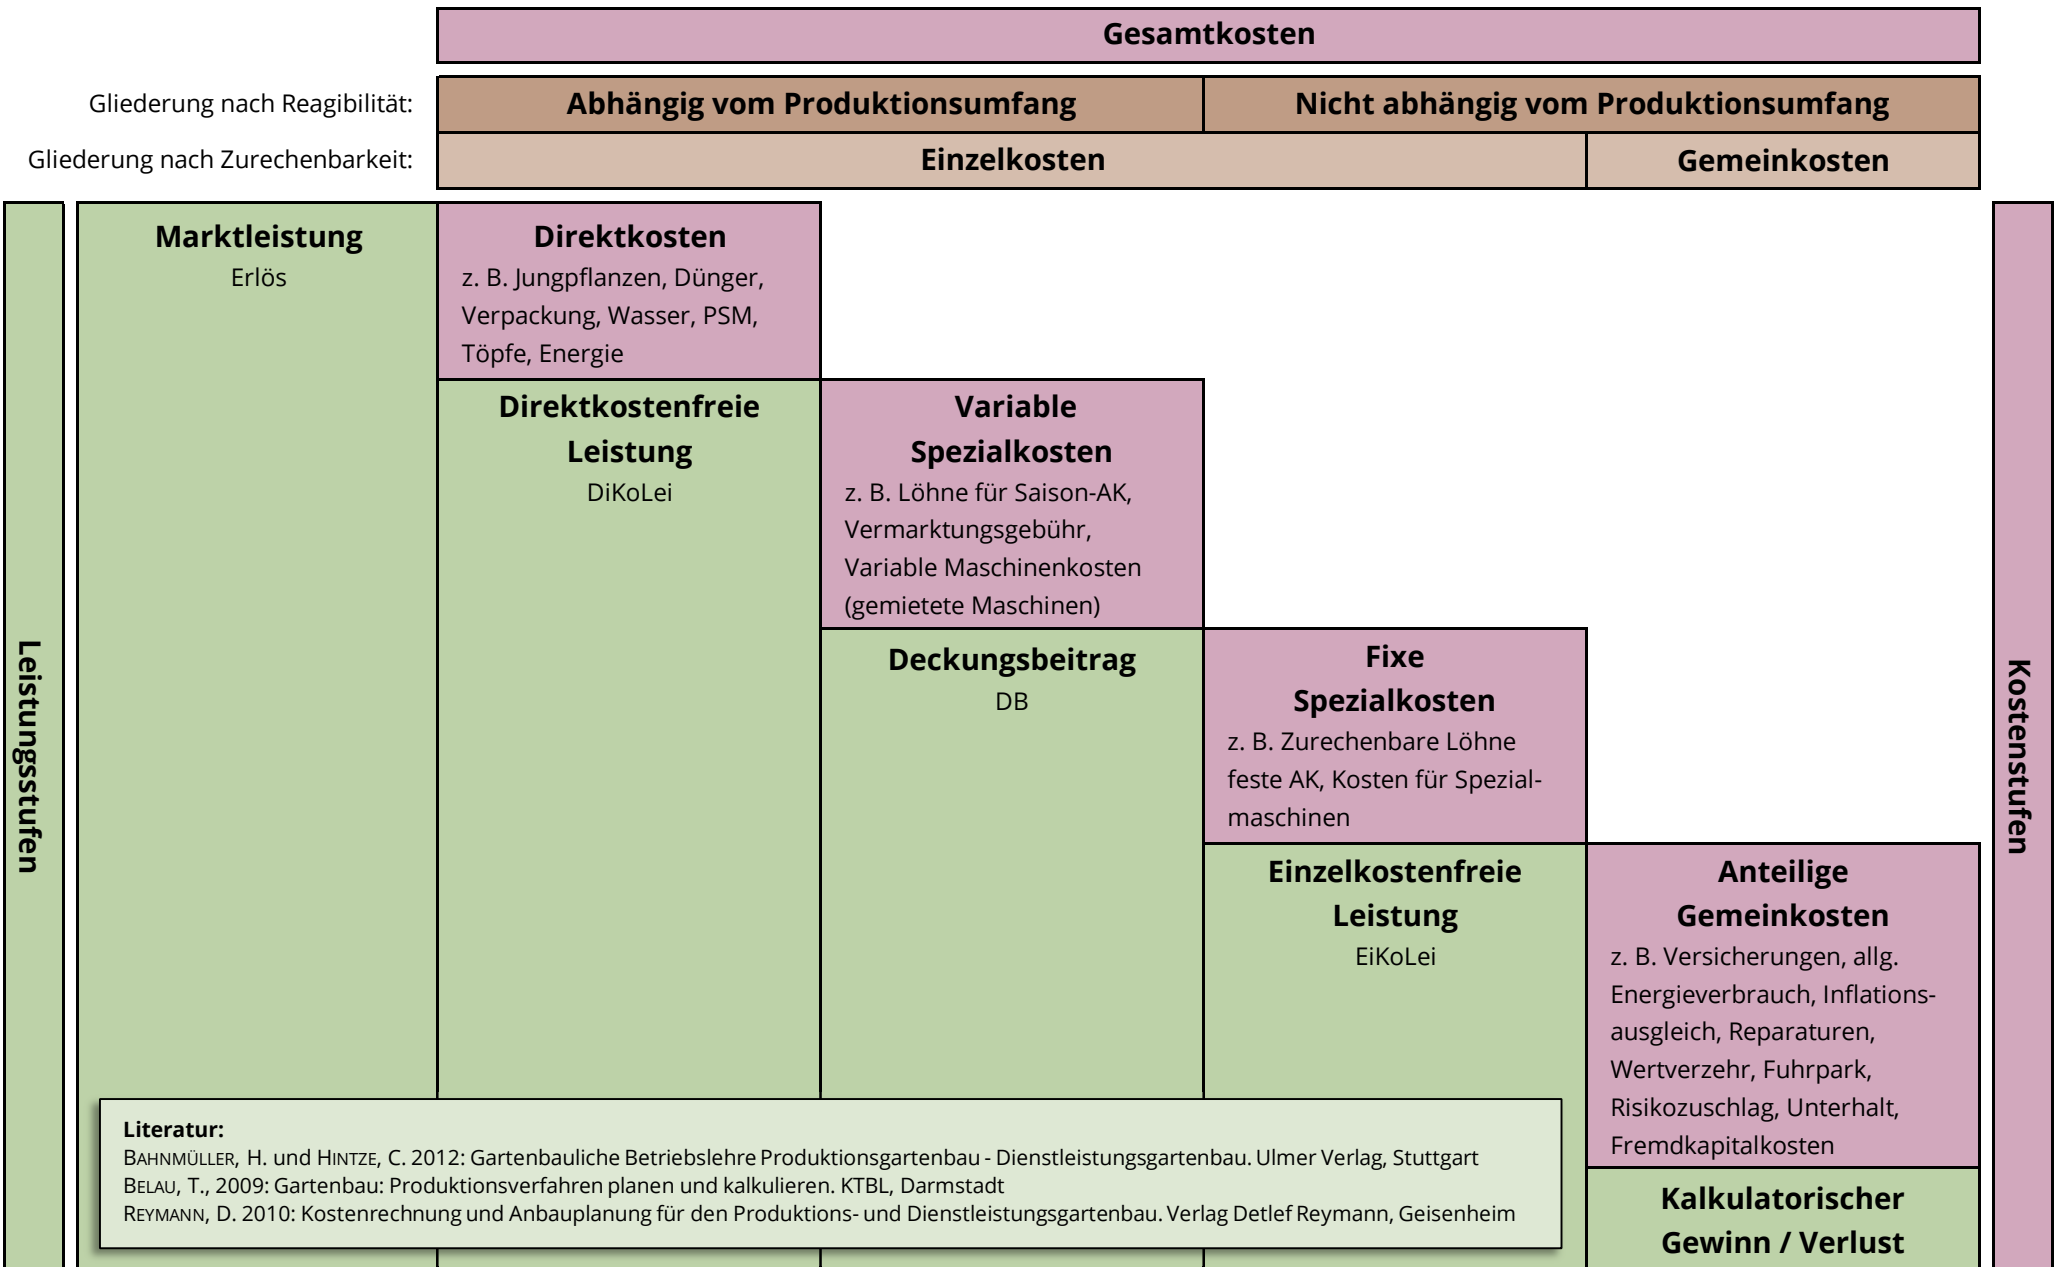 Gesamtkosten
Gliederung nach Reagibilität:
Abhängig vom Produktionsumfang
Nicht abhängig vom Produktionsumfang
Gliederung nach Zurechenbarkeit:
Einzelkosten
Gemeinkosten
Leistungsstufen
Marktleistung
Erlös
Direktkosten
z. B. Jungpflanzen, Dünger,
Verpackung, Wasser, PSM,
Töpfe, Energie
Direktkostenfreie
Leistung
DiKoLei
Variable
Spezialkosten
z. B. Löhne für Saison-AK,
Vermarktungsgebühr,
Variable Maschinenkosten
(gemietete Maschinen)
Deckungsbeitrag
DB
Fixe
Spezialkosten
z. B. Zurechenbare Löhne
feste AK, Kosten für Spezial-
maschinen
Einzelkostenfreie
Leistung
EiKoLei
Anteilige
Gemeinkosten
z. B. Versicherungen, allg.
Energieverbrauch, Inflations-
ausgleich, Reparaturen,
Wertverzehr, Fuhrpark,
Risikozuschlag, Unterhalt,
Fremdkapitalkosten
Kalkulatorischer
Gewinn / Verlust
Kostenstufen
Literatur:
BAHNMÜLLER, H. und HINTZE, C. 2012: Gartenbauliche Betriebslehre Produktionsgartenbau - Dienstleistungsgartenbau. Ulmer Verlag, Stuttgart
BELAU, T., 2009: Gartenbau: Produktionsverfahren planen und kalkulieren. KTBL, Darmstadt
REYMANN, D. 2010: Kostenrechnung und Anbauplanung für den Produktions- und Dienstleistungsgartenbau. Verlag Detlef Reymann, Geisenheim